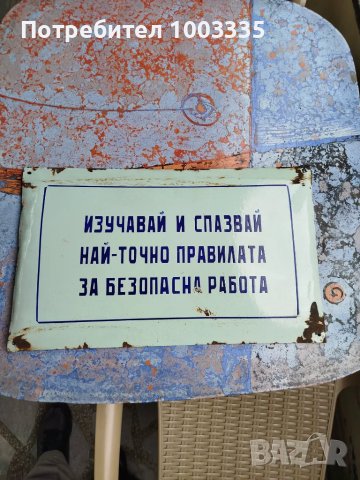 Потребител 1003335
ИЗУЧАВАЙ И СПАЗВАЙ
НАЙ-ТОЧНО ПРАВИЛАТА
ЗА БЕЗОПАСНА РАБОТА
BAZAR